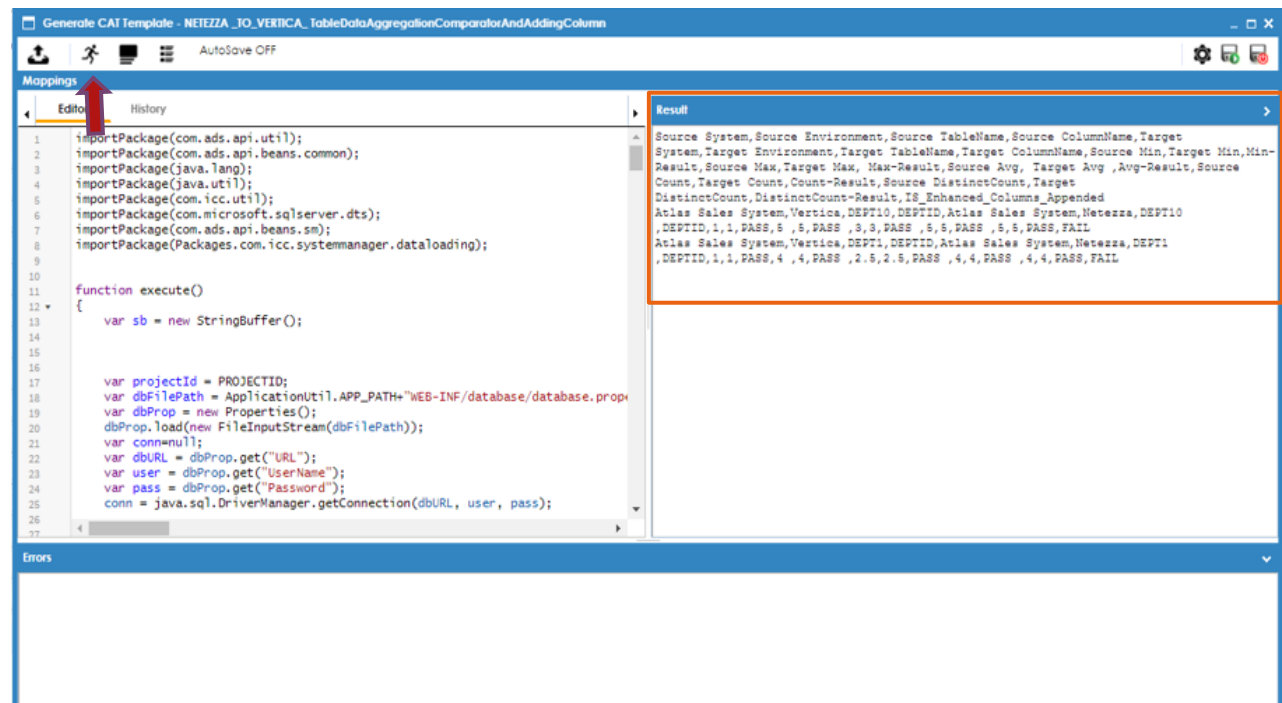 Generate CAT Template - NETEZZA _TO_VERTICA_ TableDataAggregationComparatorAndAddingColumn
AutoSave OFF
Mappings
Editor
History
1 importPackage(com.ads.api.util);
2 importPackage(com.ads.api.beans.common);
3 importPackage(java.lang);
4 importPackage(java.util);
5 importPackage(com.icc.util);
6 importPackage(com.microsoft.sqlserver.dts);
7 importPackage(com.ads.api.beans.sm);
8 importPackage(Packages.com.icc.systemmanager.dataloading);
9
10
11 function execute()
12 {
13 var sb = new StringBuffer();
14
15
16
17 var projectId = PROJECTID;
18 var dbFilePath = ApplicationUtil.APP_PATH+"WEB-INF/database/database.prope
19 var dbProp = new Properties();
20 dbProp.load(new FileInputStream(dbFilePath));
21 var conn=null;
22 var dbURL = dbProp.get("URL");
23 var user = dbProp.get("UserName");
24 var pass = dbProp.get("Password");
25 conn = java.sql.DriverManager.getConnection(dbURL, user, pass);
26
27
Result
Source System,Source Environment,Source TableName,Source ColumnName,Target
System,Target Environment,Target TableName,Target ColumnName,Source Min,Target Min,Min-
Result,Source Max,Target Max, Max-Result,Source Avg, Target Avg ,Avg-Result,Source
Count,Target Count,Count-Result,Source DistinctCount,Target
DistinctCount,DistinctCount-Result,IS_Enhanced_Columns_Appended
Atlas Sales System,Vertica,DEPT10,DEPTID,Atlas Sales System,Netezza,DEPT10
,DEPTID,1,1,PASS,5 ,5,PASS ,3,3,PASS ,5,5,PASS ,5,5,PASS,FAIL
Atlas Sales System,Vertica,DEPT1,DEPTID,Atlas Sales System,Netezza,DEPT1
,DEPTID,1,1,PASS,4 ,4,PASS ,2.5,2.5,PASS ,4,4,PASS ,4,4,PASS,FAIL
Errors